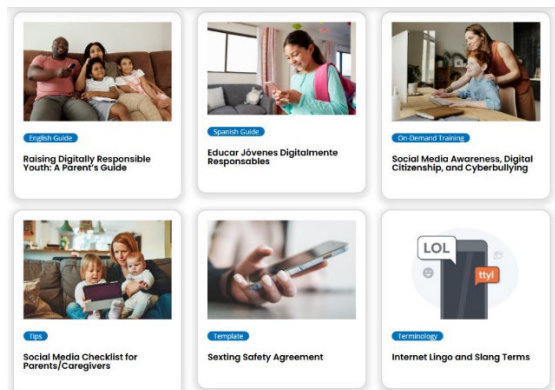 English Guide
Raising Digitally Responsible
Youth: A Parent's Guide
Spanish Guide
Educar Jóvenes Digitalmente
Responsables
On-Demand Training
Social Media Awareness, Digital
Citizenship, and Cyberbullying
Tips
Social Media Checklist for
Parents/Caregivers
Template
Sexting Safety Agreement
LOL
ttyl
Terminology
Internet Lingo and Slang Terms